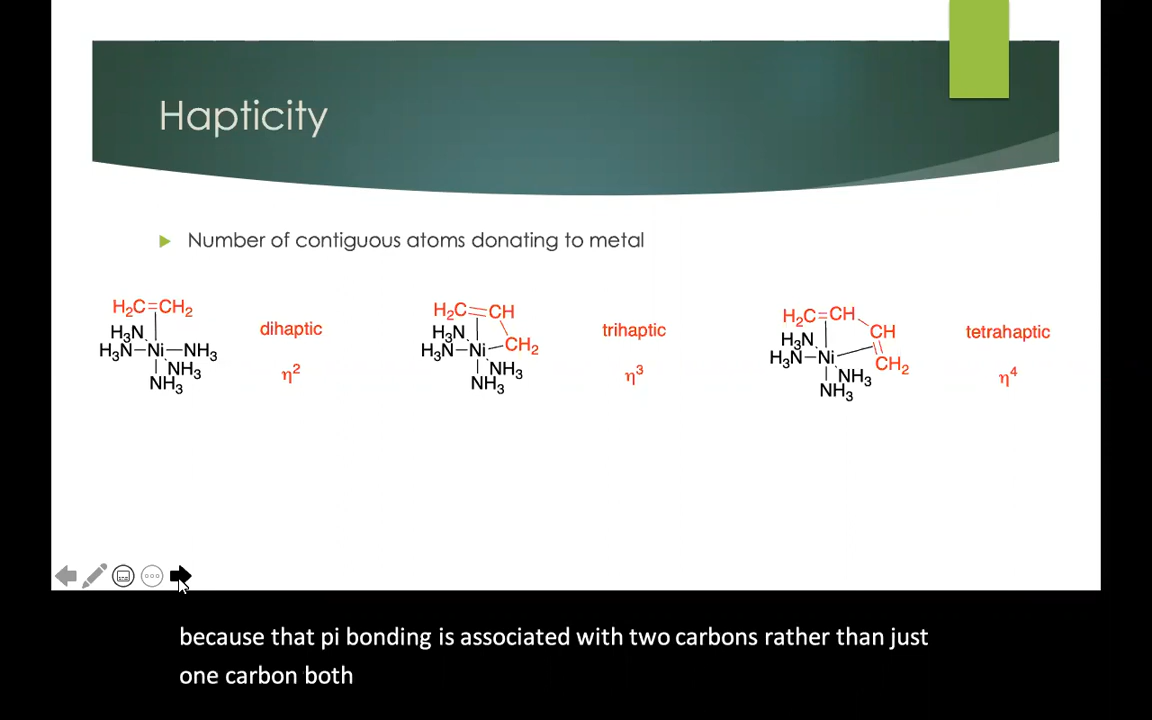 Hapticity
Number of contiguous atoms donating to metal
H₂C=CH₂
H₃N
H₃N—Ni—NH₃
NH₃
NH₃
dihaptic
η²
H₂C=CH
H₃N
H₃N—Ni—CH₂
NH₃
NH₃
trihaptic
η³
H₂C=CH
CH
H₃N
H₃N—Ni
CH₂
NH₃
NH₃
tetrahaptic
η⁴
because that pi bonding is associated with two carbons rather than just
one carbon both